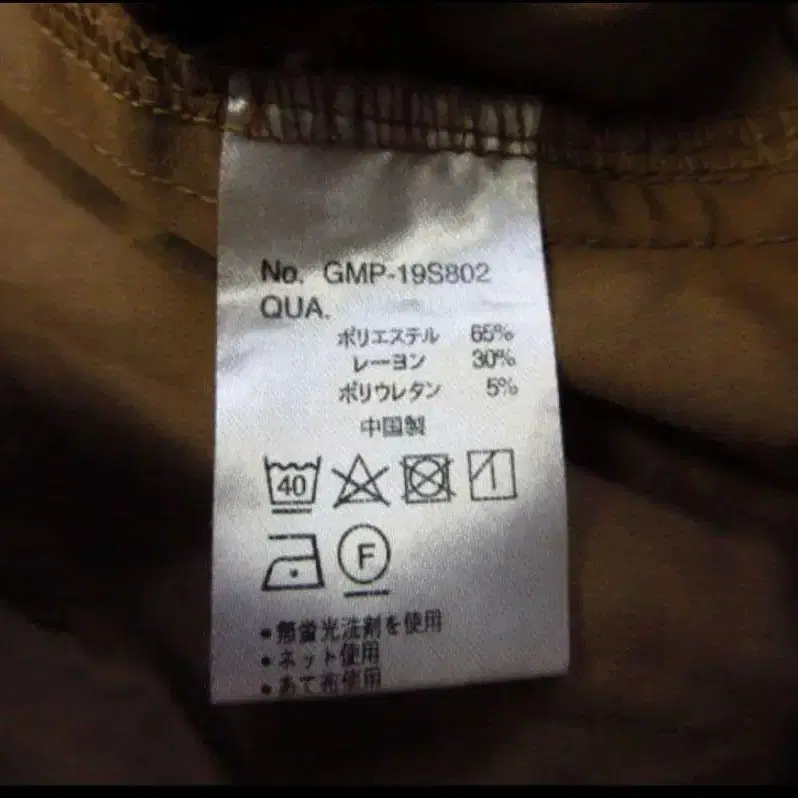 No. GMP-19S802
QUA.
ポリエステル 65%
レーヨン 30%
ポリウレタン 5%
中国製
40
F
•無蛍光洗剤を使用
•ネット使用
•あて布使用